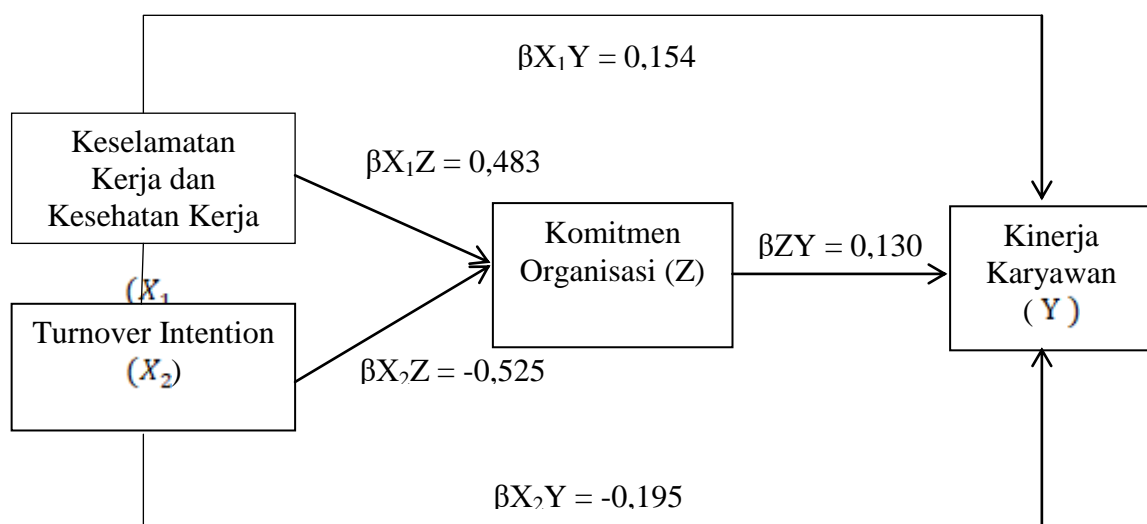 βX₁Y = 0,154
Keselamatan
Kerja dan
Kesehatan Kerja
(X₁
βX₁Z = 0,483
Komitmen
Organisasi (Z)
βZY = 0,130
Kinerja
Karyawan
( Y )
Turnover Intention
(X₂)
βX₂Z = -0,525
βX₂Y = -0,195